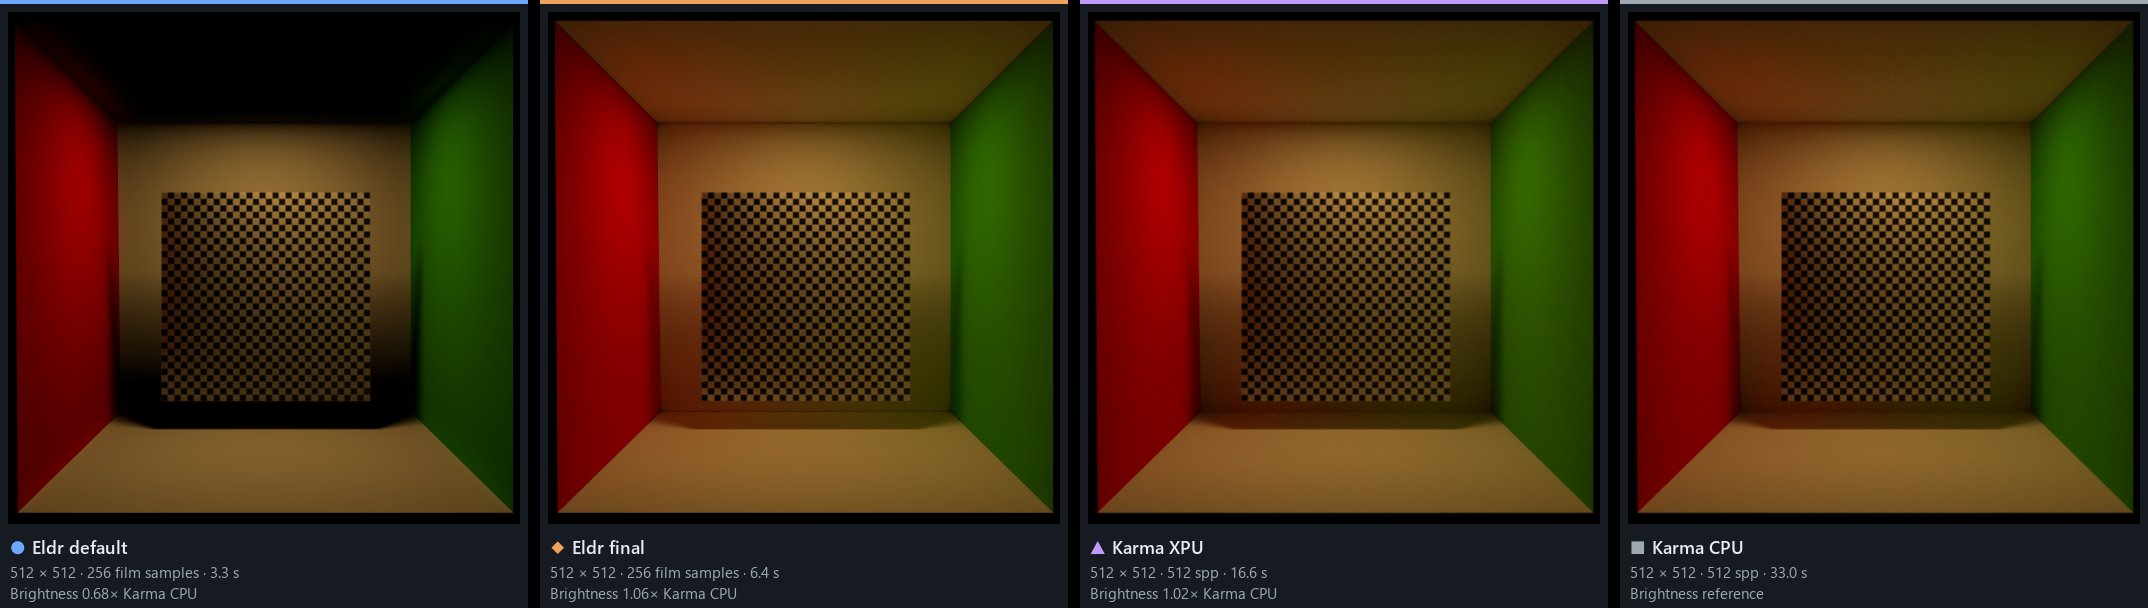 Eldr default
512 × 512 · 256 film samples · 3.3 s
Brightness 0.68× Karma CPU
Eldr final
512 × 512 · 256 film samples · 6.4 s
Brightness 1.06× Karma CPU
Karma XPU
512 × 512 · 512 spp · 16.6 s
Brightness 1.02× Karma CPU
Karma CPU
512 × 512 · 512 spp · 33.0 s
Brightness reference